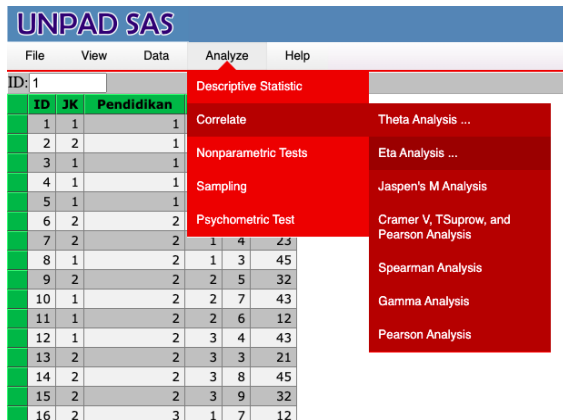 UNPAD SAS
File View Data Analyze Help
ID: 1
Descriptive Statistic
Correlate
Nonparametric Tests
Sampling
Psychometric Test
Theta Analysis ...
Eta Analysis ...
Jaspen's M Analysis
Cramer V, TSuprow, and
Pearson Analysis
Spearman Analysis
Gamma Analysis
Pearson Analysis
ID JK Pendidikan
1 1 1
2 2 1
3 1 1
4 1 1
5 1 1
6 2 2
7 2 2 1 4 23
8 1 2 1 3 45
9 2 2 2 5 32
10 1 2 2 7 43
11 1 2 2 6 12
12 1 2 3 4 43
13 2 2 3 3 21
14 2 2 3 8 45
15 2 2 3 9 32
16 2 3 1 7 12